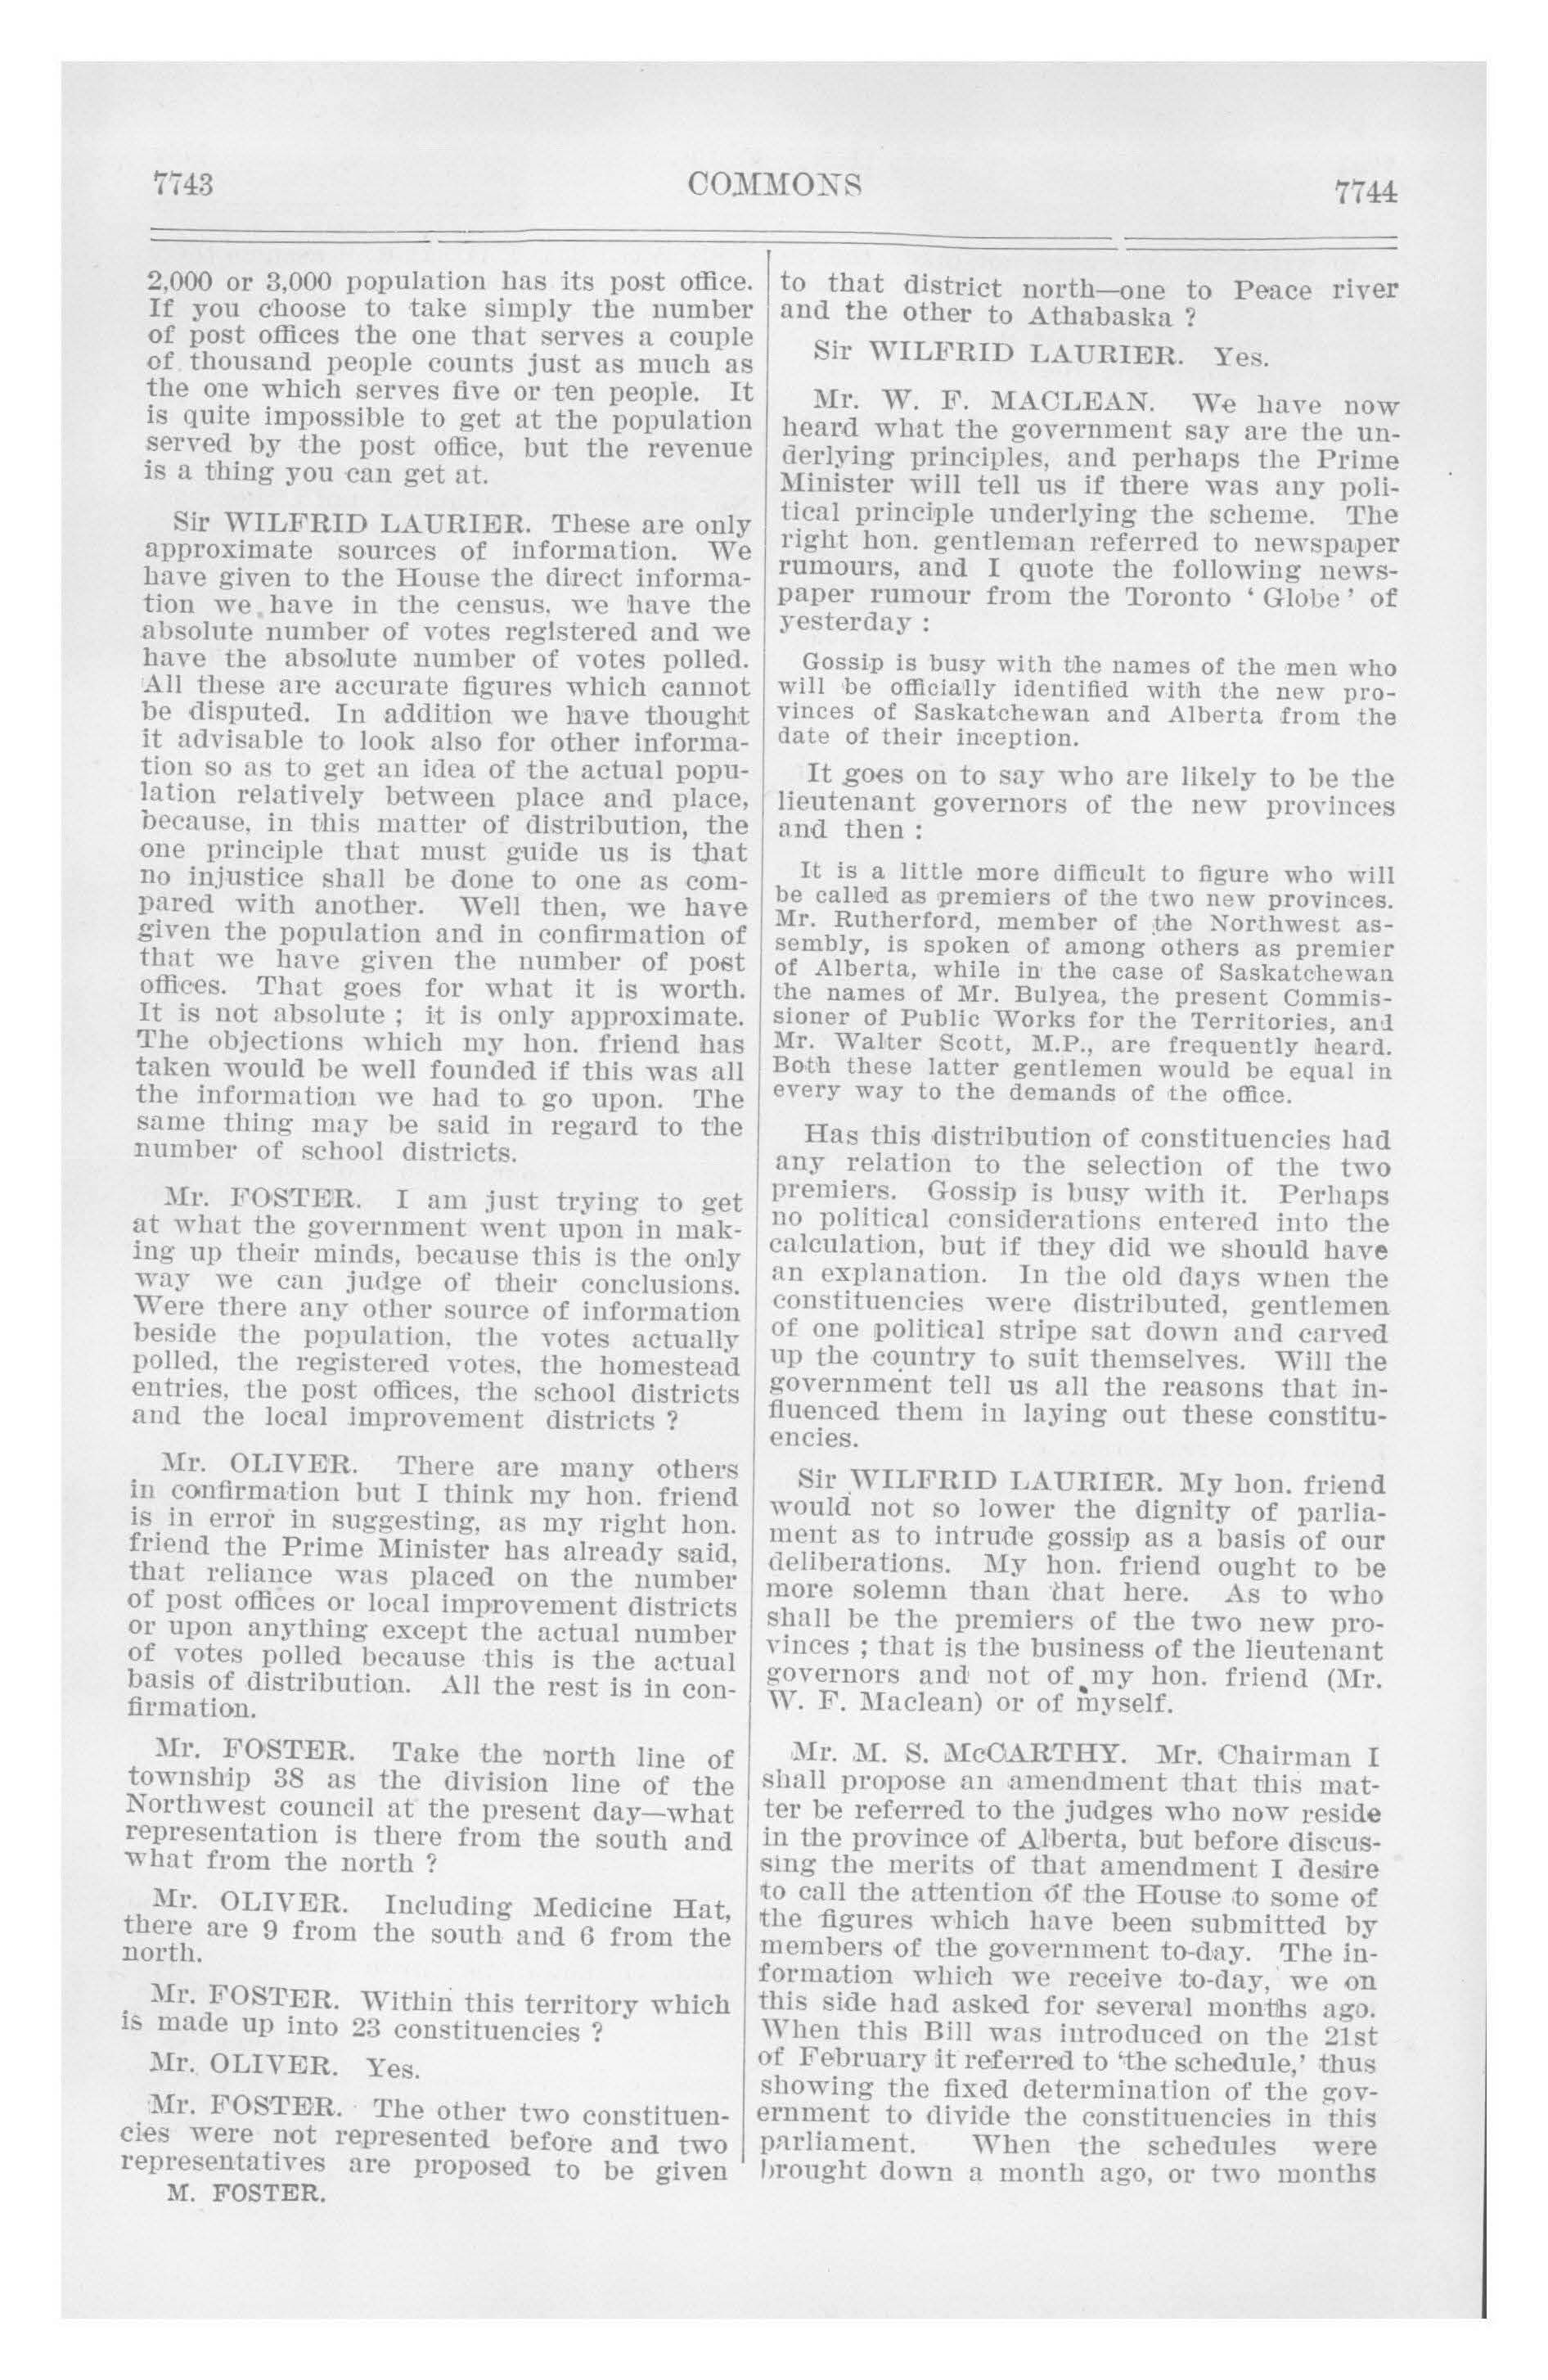 7743
COMMONS
7744
2,000 or 3,000 population has its post office.
If you choose to take simply the number
of post offices the one that serves a couple
of thousand people counts just as much as
the one which serves five or ten people. It
is quite impossible to get at the population
served by the post office, but the revenue
is a thing you can get at.
Sir WILFRID LAURIER. These are only
approximate sources of information. We
have given to the House the direct informa-
tion we have in the census, we have the
absolute number of votes registered and we
have the absolute number of votes polled.
All these are accurate figures which cannot
be disputed. In addition we have thought
it advisable to look also for other informa-
tion so as to get an idea of the actual popu-
lation relatively between place and place,
because, in this matter of distribution, the
one principle that must guide us is that
no injustice shall be done to one as com-
pared with another. Well then, we have
given the population and in confirmation of
that we have given the number of post
offices. That goes for what it is worth.
It is not absolute ; it is only approximate.
The objections which my hon. friend has
taken would be well founded if this was all
the information we had to go upon. The
same thing may be said in regard to the
number of school districts.
Mr. FOSTER. I am just trying to get
at what the government went upon in mak-
ing up their minds, because this is the only
way we can judge of their conclusions.
Were there any other source of information
beside the population, the votes actually
polled, the registered votes, the homestead
entries, the post offices, the school districts
and the local improvement districts ?
Mr. OLIVER. There are many others
in confirmation but I think my hon. friend
is in error in suggesting, as my right hon.
friend the Prime Minister has already said,
that reliance was placed on the number
of post offices or local improvement districts
or upon anything except the actual number
of votes polled because this is the actual
basis of distribution. All the rest is in con-
firmation.
Mr. FOSTER. Take the north line of
township 38 as the division line of the
Northwest council at the present day—what
representation is there from the south and
what from the north ?
Mr. OLIVER. Including Medicine Hat,
there are 9 from the south and 6 from the
north.
Mr. FOSTER. Within this territory which
is made up into 23 constituencies ?
Mr. OLIVER. Yes.
Mr. FOSTER. The other two constituen-
cies were not represented before and two
representatives are proposed to be given
M. FOSTER.
to that district north—one to Peace river
and the other to Athabaska ?
Sir WILFRID LAURIER. Yes.
Mr. W. F. MACLEAN. We have now
heard what the government say are the un-
derlying principles, and perhaps the Prime
Minister will tell us if there was any poli-
tical principle underlying the scheme. The
right hon. gentleman referred to newspaper
rumours, and I quote the following news-
paper rumour from the Toronto ‘ Globe ’ of
yesterday :
Gossip is busy with the names of the men who
will be officially identified with the new pro-
vinces of Saskatchewan and Alberta from the
date of their inception.
It goes on to say who are likely to be the
lieutenant governors of the new provinces
and then :
It is a little more difficult to figure who will
be called as premiers of the two new provinces.
Mr. Rutherford, member of the Northwest as-
sembly, is spoken of among others as premier
of Alberta, while in the case of Saskatchewan
the names of Mr. Bulyea, the present Commis-
sioner of Public Works for the Territories, and
Mr. Walter Scott, M.P., are frequently heard.
Both these latter gentlemen would be equal in
every way to the demands of the office.
Has this distribution of constituencies had
any relation to the selection of the two
premiers. Gossip is busy with it. Perhaps
no political considerations entered into the
calculation, but if they did we should have
an explanation. In the old days when the
constituencies were distributed, gentlemen
of one political stripe sat down and carved
up the country to suit themselves. Will the
government tell us all the reasons that in-
fluenced them in laying out these constitu-
encies.
Sir WILFRID LAURIER. My hon. friend
would not so lower the dignity of parlia-
ment as to intrude gossip as a basis of our
deliberations. My hon. friend ought to be
more solemn than that here. As to who
shall be the premiers of the two new pro-
vinces ; that is the business of the lieutenant
governors and not of my hon. friend (Mr.
W. F. Maclean) or of myself.
Mr. M. S. McCARTHY. Mr. Chairman I
shall propose an amendment that this mat-
ter be referred to the judges who now reside
in the province of Alberta, but before discus-
sing the merits of that amendment I desire
to call the attention of the House to some of
the figures which have been submitted by
members of the government to-day. The in-
formation which we receive to-day, we on
this side had asked for several months ago.
When this Bill was introduced on the 21st
of February it referred to ‘the schedule,’ thus
showing the fixed determination of the gov-
ernment to divide the constituencies in this
parliament. When the schedules were
brought down a month ago, or two months